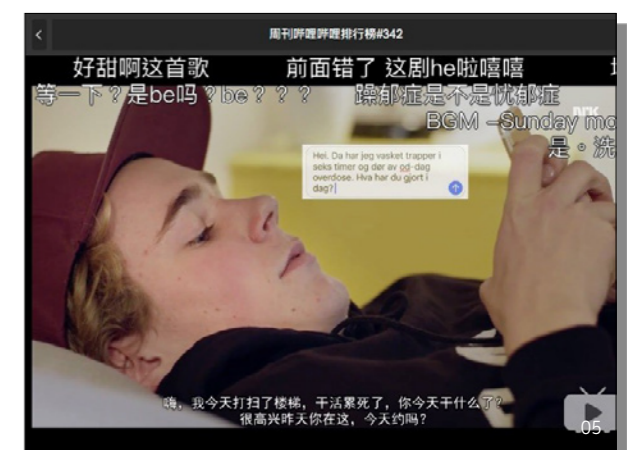 周刊哔哩哔哩排行榜#342
好甜啊这首歌 前面错了 这剧he啦嘻嘻
等一下？是be吗？be？？？ 躁郁症是不是忧郁症
nrk
BGM -Sunday mo
是。洗
Hei. Da har jeg vasket trapper i
seks timer og dør av od-dag
overdose. Hva har du gjort i
dag?
嗨，我今天打扫了楼梯，干活累死了，你今天干什么了？
很高兴昨天你在这，今天约吗？
05